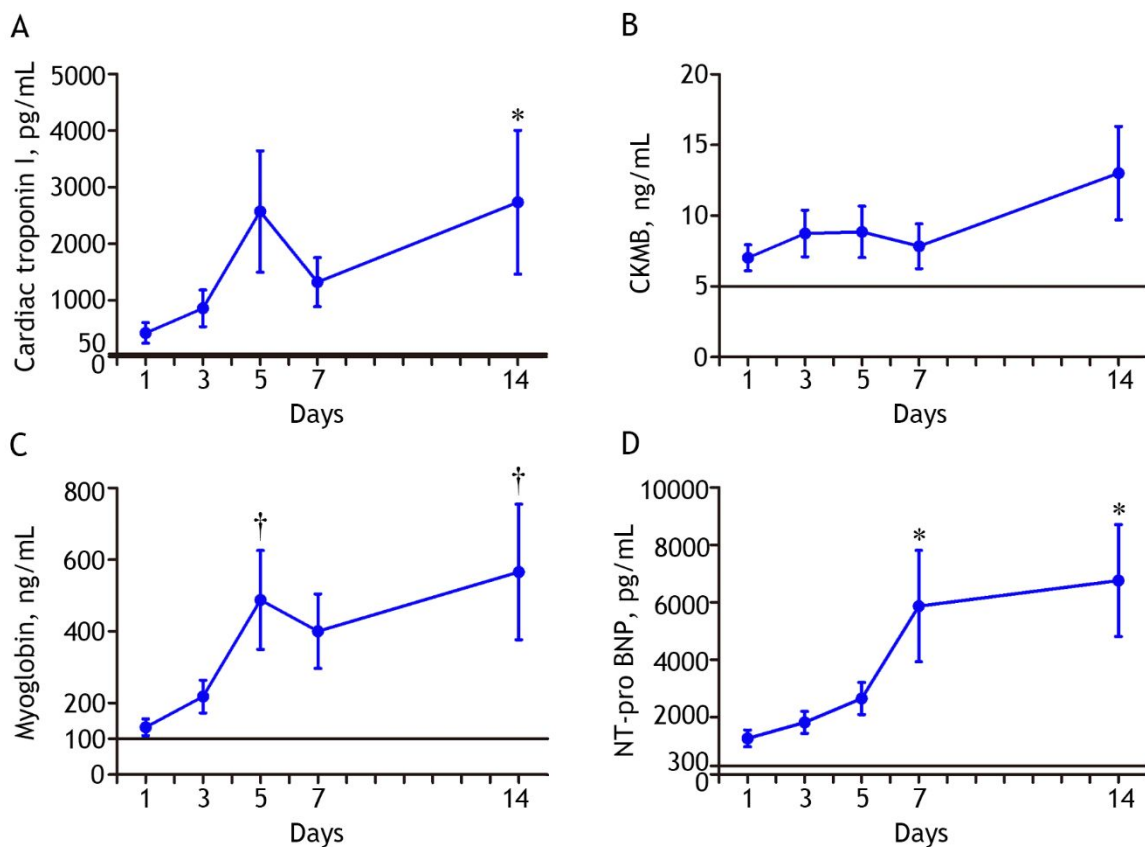 A
Cardiac troponin I, pg/mL
5000
4000
3000
2000
1000
50
0
*
1 3 5 7 14
Days
B
CKMB, ng/mL
20
15
10
5
0
1 3 5 7 14
Days
C
Myoglobin, ng/mL
800
600
400
200
100
0
† †
1 3 5 7 14
Days
D
NT-pro BNP, pg/mL
10000
8000
6000
4000
2000
300
0
* *
1 3 5 7 14
Days